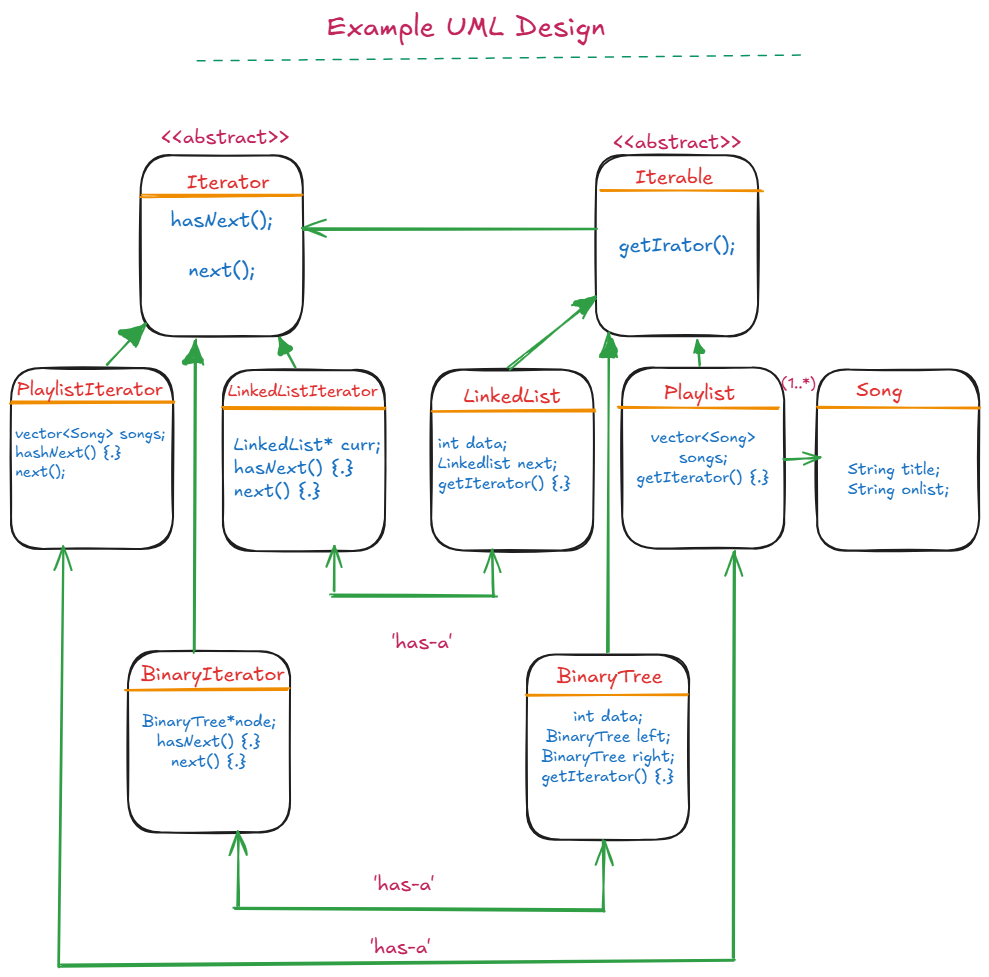 Example UML Design
<<abstract>>
Iterator
hasNext();
next();
<<abstract>>
Iterable
getIrator();
PlaylistIterator
vector<Song> songs;
hashNext() {.}
next();
LinkedListIterator
LinkedList* curr;
hasNext() {.}
next() {.}
LinkedList
int data;
Linkedlist next;
getIterator() {.}
Playlist
vector<Song>
songs;
getIterator() {.}
(1..*)
Song
String title;
String onlist;
'has-a'
BinaryIterator
BinaryTree*node;
hasNext() {.}
next() {.}
BinaryTree
int data;
BinaryTree left;
BinaryTree right;
getIterator() {.}
'has-a'
'has-a'